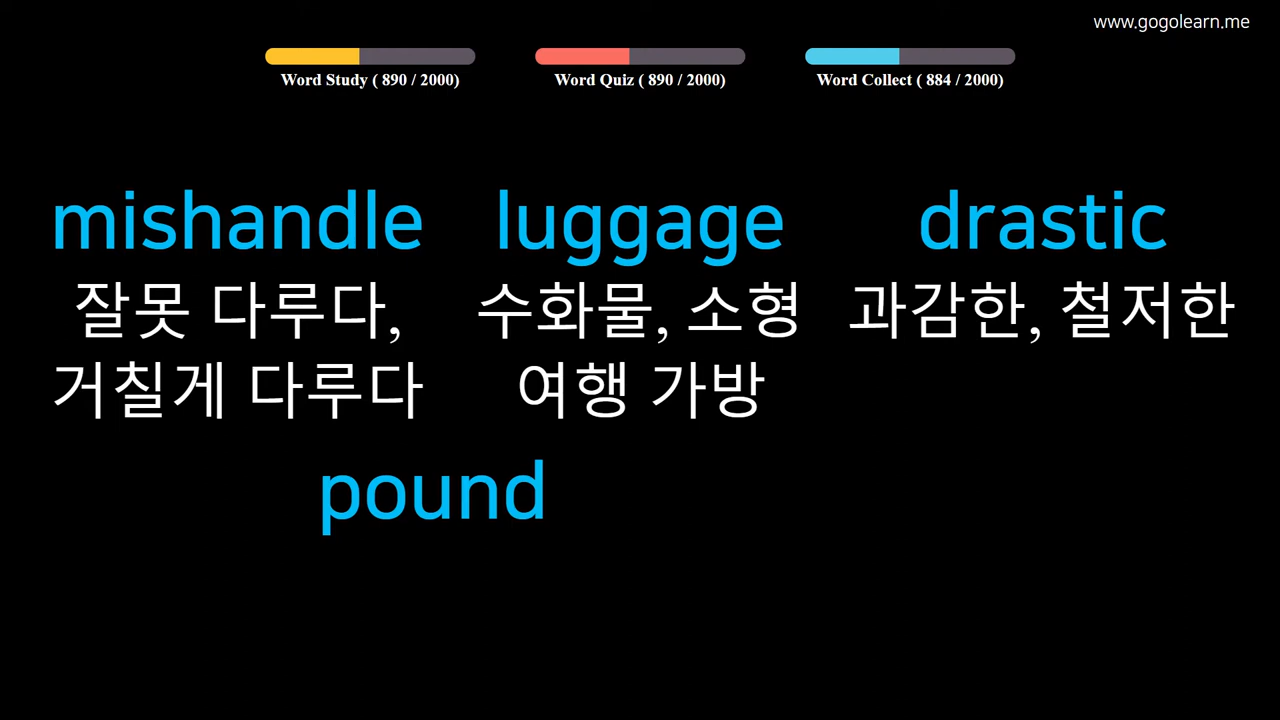 www.gogolearn.me
Word Study ( 890 / 2000)
Word Quiz ( 890 / 2000)
Word Collect ( 884 / 2000)
mishandle
잘못 다루다,
거칠게 다루다
luggage
수화물, 소형
여행 가방
drastic
과감한, 철저한
pound